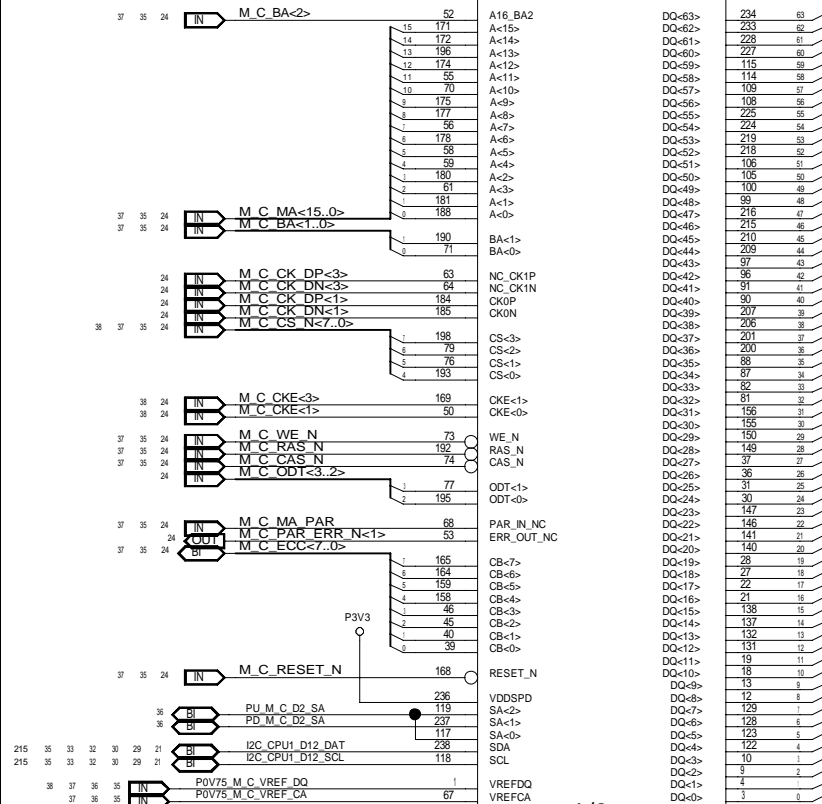 37 35 24 IN M_C_BA<2> 52 A16_BA2 DQ<63> 234 63
15 171 A<15> DQ<62> 233 62
14 172 A<14> DQ<61> 228 61
13 196 A<13> DQ<60> 227 60
12 174 A<12> DQ<59> 115 59
11 55 A<11> DQ<58> 114 58
10 70 A<10> DQ<57> 109 57
9 175 A<9> DQ<56> 108 56
8 177 A<8> DQ<55> 225 55
7 56 A<7> DQ<54> 224 54
6 178 A<6> DQ<53> 219 53
5 58 A<5> DQ<52> 218 52
4 59 A<4> DQ<51> 106 51
3 180 A<2> DQ<50> 105 50
2 61 A<3> DQ<49> 100 49
1 181 A<1> DQ<48> 99 48
37 35 24 IN M_C_MA<15..0> 0 188 A<0> DQ<47> 216 47
37 35 24 IN M_C_BA<1..0> DQ<46> 215 46
1 190 BA<1> DQ<45> 210 45
0 71 BA<0> DQ<44> 209 44
DQ<43> 97 43
24 IN M_C_CK_DP<3> 63 NC_CK1P DQ<42> 96 42
24 IN M_C_CK_DN<3> 64 NC_CK1N DQ<41> 91 41
24 IN M_C_CK_DP<1> 184 CK0P DQ<40> 90 40
24 IN M_C_CK_DN<1> 185 CK0N DQ<39> 207 39
38 37 35 24 IN M_C_CS_N<7..0> DQ<38> 206 38
7 198 CS<3> DQ<37> 201 37
6 79 CS<2> DQ<36> 200 36
5 76 CS<1> DQ<35> 88 35
4 193 CS<0> DQ<34> 87 34
DQ<33> 82 33
38 24 IN M_C_CKE<3> 169 CKE<1> DQ<32> 81 32
38 24 IN M_C_CKE<1> 50 CKE<0> DQ<31> 156 31
DQ<30> 155 30
37 35 24 IN M_C_WE_N 73 WE_N DQ<29> 150 29
37 35 24 IN M_C_RAS_N 192 RAS_N DQ<28> 149 28
37 35 24 IN M_C_CAS_N 74 CAS_N DQ<27> 37 27
24 IN M_C_ODT<3..2> DQ<26> 36 26
3 77 ODT<1> DQ<25> 31 25
2 195 ODT<0> DQ<24> 30 24
DQ<23> 147 23
37 35 24 IN M_C_MA_PAR 68 PAR_IN_NC DQ<22> 146 22
24 OUT M_C_PAR_ERR_N<1> 53 ERR_OUT_NC DQ<21> 141 21
37 35 24 BI M_C_ECC<7..0> DQ<20> 140 20
7 165 CB<7> DQ<19> 28 19
6 164 CB<6> DQ<18> 27 18
5 159 CB<5> DQ<17> 22 17
4 158 CB<4> DQ<16> 21 16
3 46 CB<3> DQ<15> 138 15
P3V3 2 45 CB<2> DQ<14> 137 14
1 40 CB<1> DQ<13> 132 13
0 39 CB<0> DQ<12> 131 12
DQ<11> 19 11
37 35 24 IN M_C_RESET_N 168 RESET_N DQ<10> 18 10
DQ<9> 13 9
236 VDDSPD DQ<8> 12 8
36 BI PU_M_C_D2_SA 119 SA<2> DQ<7> 129 7
36 BI PD_M_C_D2_SA 237 SA<1> DQ<6> 128 6
117 SA<0> DQ<5> 123 5
215 35 33 32 30 29 21 BI I2C_CPU1_D12_DAT 238 SDA DQ<4> 122 4
215 35 33 32 30 29 21 BI I2C_CPU1_D12_SCL 118 SCL DQ<3> 10 3
DQ<2> 9 2
38 37 36 35 IN P0V75_M_C_VREF_DQ 1 VREFDQ DQ<1> 4 1
37 36 35 IN P0V75_M_C_VREF_CA 67 VREFCA DQ<0> 3 0